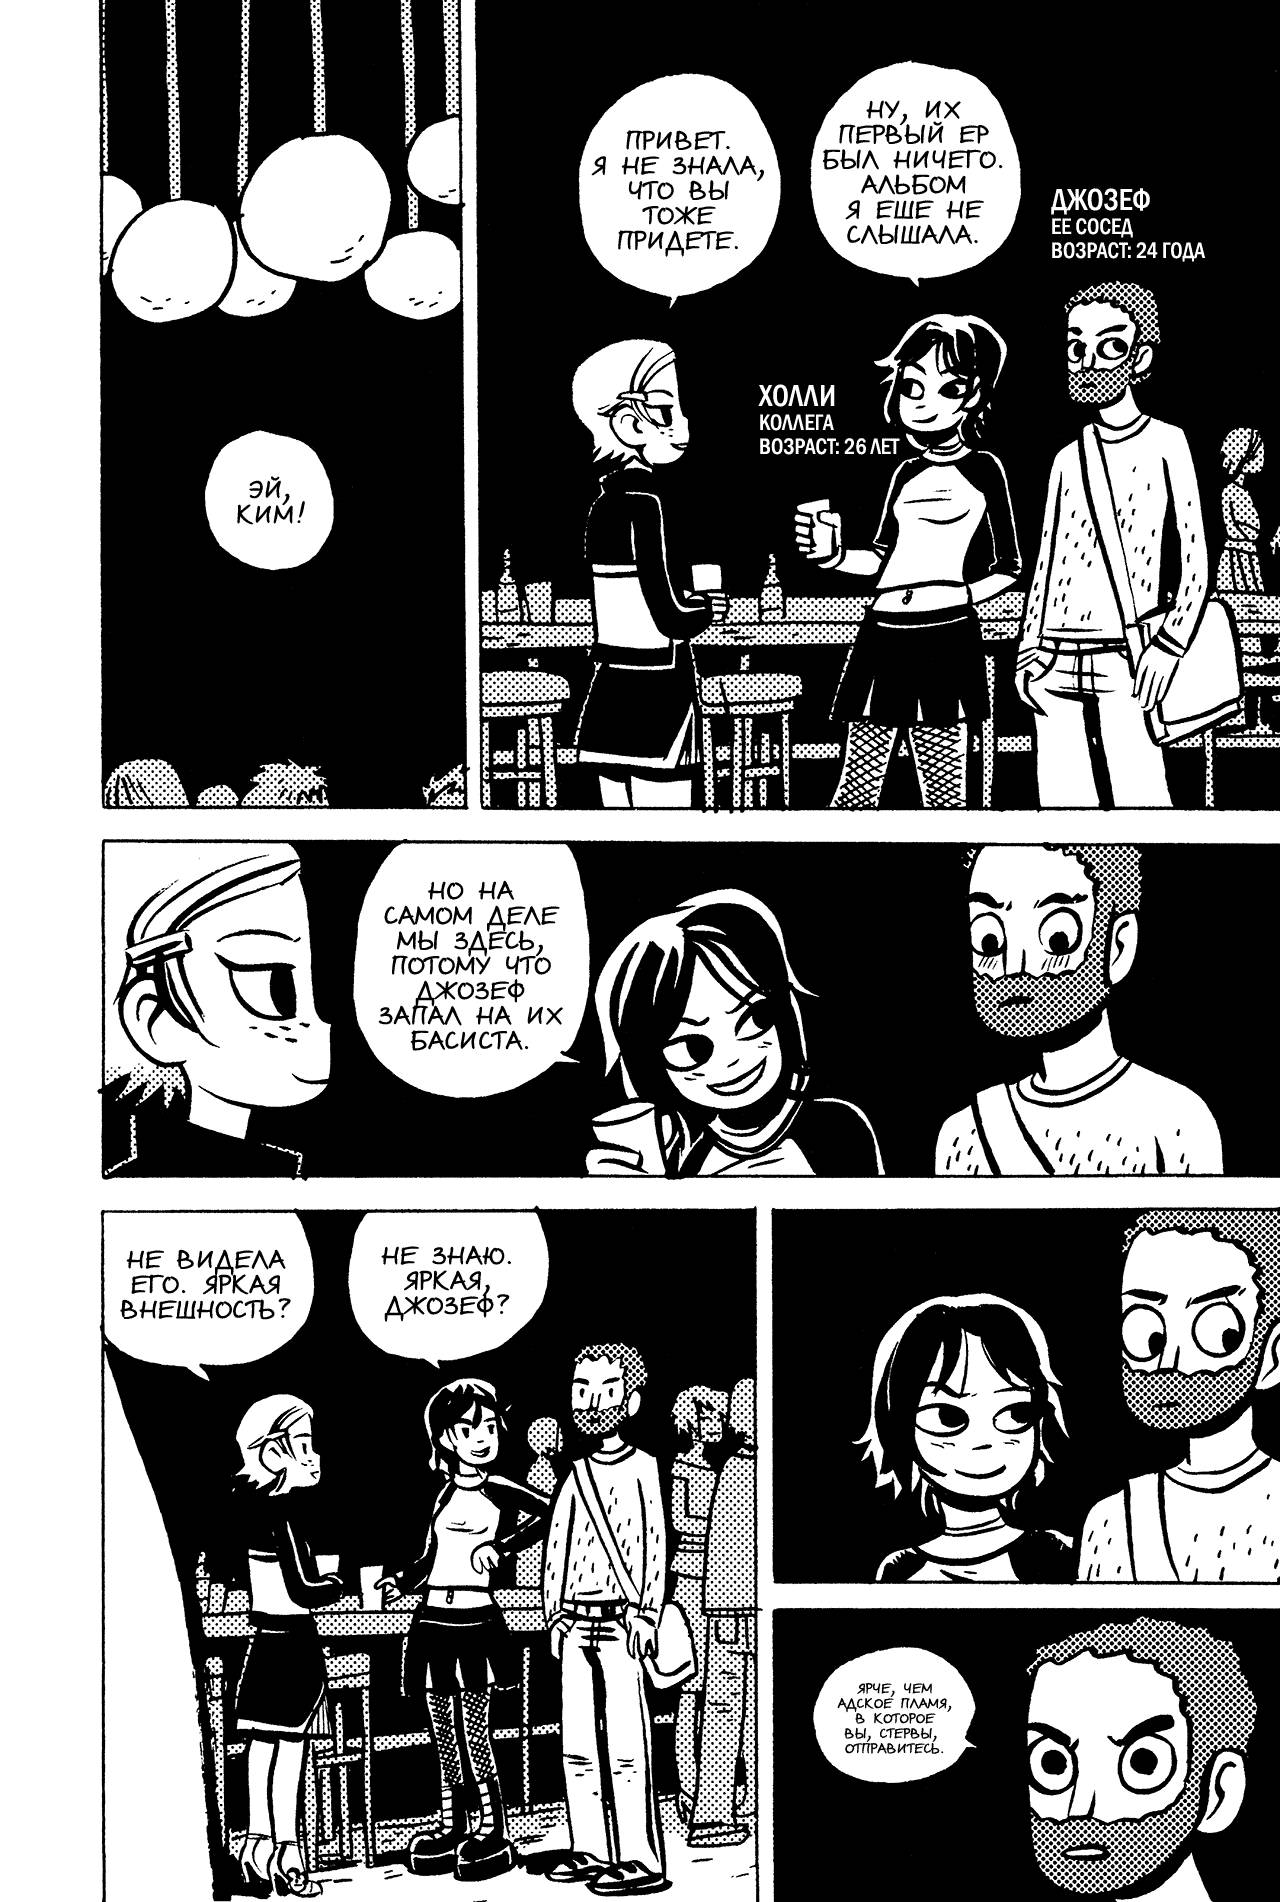 ЭЙ,
КИМ!
ПРИВЕТ.
Я НЕ ЗНАЛА,
ЧТО ВЫ
ТОЖЕ
ПРИДЕТЕ.
НУ, ИХ
ПЕРВЫЙ EP
БЫЛ НИЧЕГО.
АЛЬБОМ
Я ЕШЕ НЕ
СЛЫШАЛА.
ХОЛЛИ
КОЛЛЕГА
ВОЗРАСТ: 26 ЛЕТ
ДЖОЗЕФ
ЕЕ СОСЕД
ВОЗРАСТ: 24 ГОДА
НО НА
САМОМ ДЕЛЕ
МЫ ЗДЕСЬ,
ПОТОМУ ЧТО
ДЖОЗЕФ
ЗАПАЛ НА ИХ
БАСИСТА.
НЕ ВИДЕЛА
ЕГО. ЯРКАЯ
ВНЕШНОСТЬ?
НЕ ЗНАЮ.
ЯРКАЯ,
ДЖОЗЕФ?
ЯРЧЕ, ЧЕМ
АДСКОЕ ПЛАМЯ,
В КОТОРОЕ
ВЫ, СТЕРВЫ,
ОТПРАВИТЕСЬ.